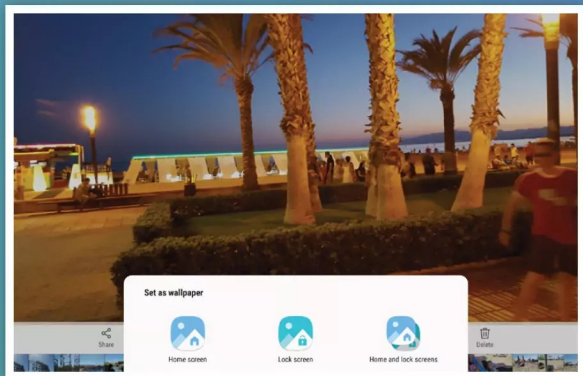 Set as wallpaper
Home screen
Lock screen
Home and lock screens
Share
Delete